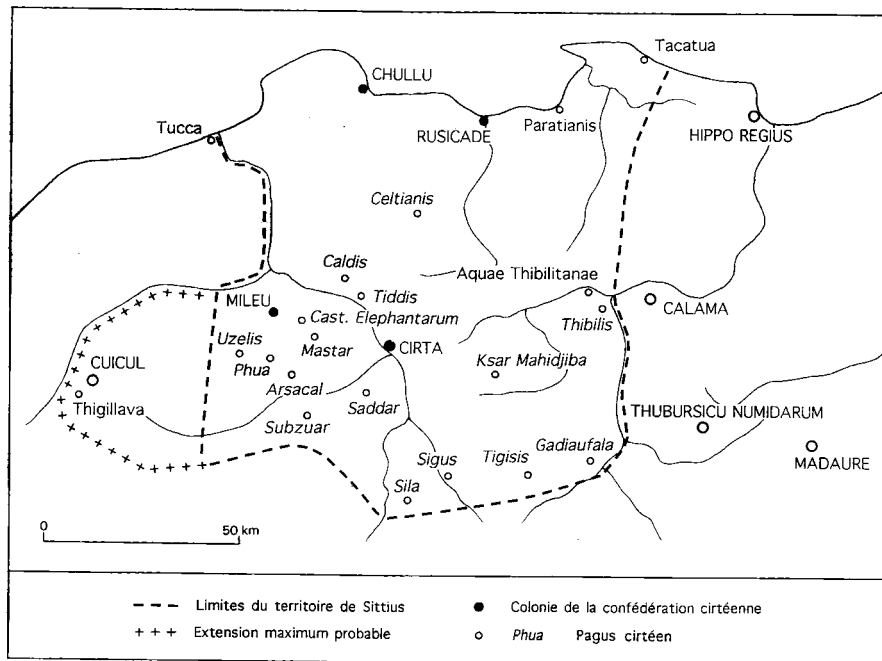 Tacatua
CHULLU
Tucca
RUSICADE
Paratianis
HIPPO REGIUS
Celtianis
Caldis
Aquae Thibilitanae
Tiddis
MILEU
Cast. Elephantarum
Thibilis
CALAMA
Uzelis
Mastar
CIRTA
CUICUL
Phua
Ksar Mahidjiba
Thigillava
Arsacal
Saddar
THUBURSICU NUMIDARUM
Subzuar
Gadiaufala
MADAURE
Sigus
Tigisis
Sila
0
50 km
Limites du territoire de Sittius
Colonie de la confédération cirtéenne
+ + + Extension maximum probable
Phua Pagus cirtéen